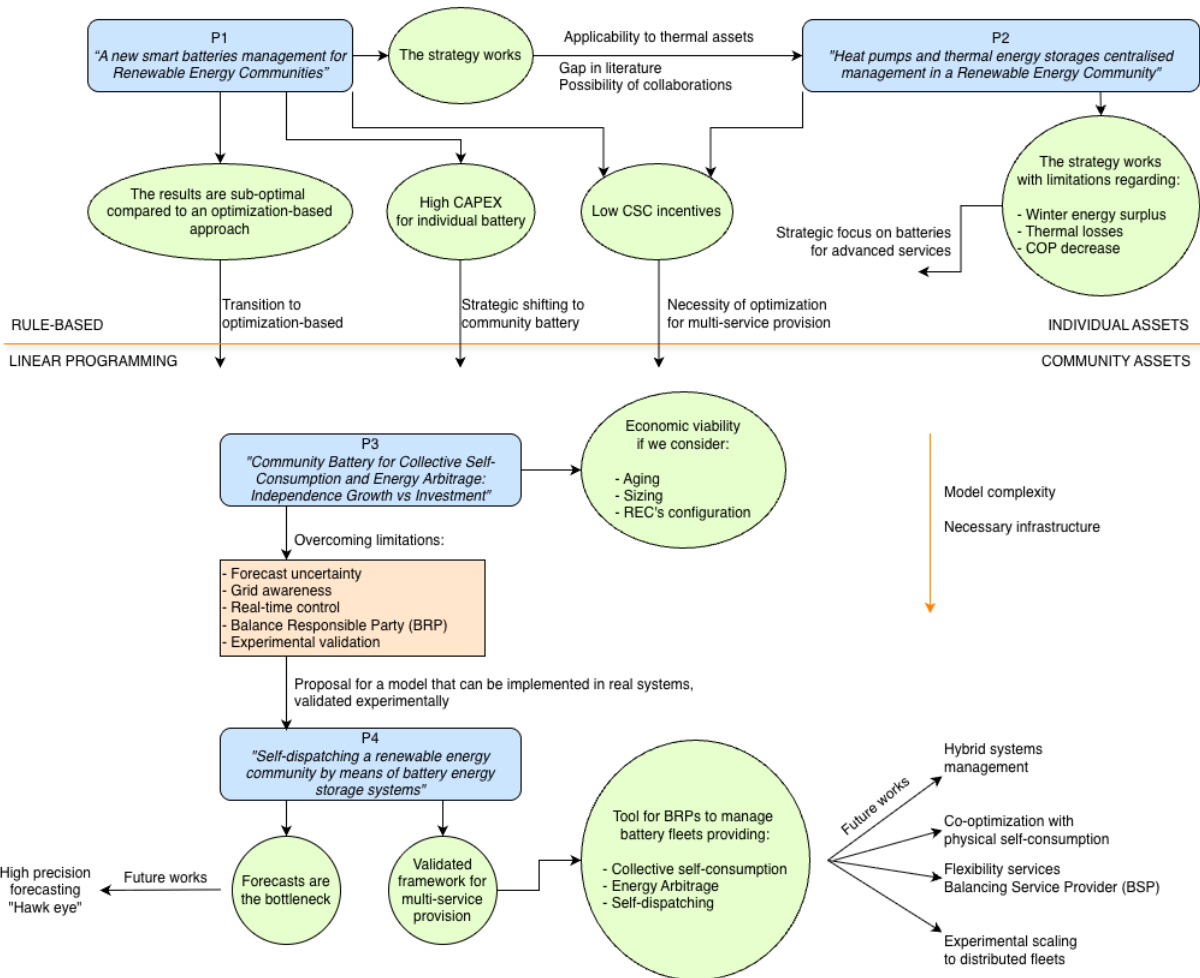 P1
“A new smart batteries management for
Renewable Energy Communities”
The strategy works
Applicability to thermal assets
Gap in literature
Possibility of collaborations
P2
"Heat pumps and thermal energy storages centralised
management in a Renewable Energy Community"
The results are sub-optimal
compared to an optimization-based
approach
High CAPEX
for individual battery
Low CSC incentives
The strategy works
with limitations regarding:
- Winter energy surplus
- Thermal losses
- COP decrease
Strategic focus on batteries
for advanced services
Transition to
optimization-based
Strategic shifting to
community battery
Necessity of optimization
for multi-service provision
RULE-BASED
INDIVIDUAL ASSETS
LINEAR PROGRAMMING
COMMUNITY ASSETS
P3
"Community Battery for Collective Self-
Consumption and Energy Arbitrage:
Independence Growth vs Investment”
Economic viability
if we consider:
- Aging
- Sizing
- REC's configuration
Model complexity
Necessary infrastructure
Overcoming limitations:
- Forecast uncertainty
- Grid awareness
- Real-time control
- Balance Responsible Party (BRP)
- Experimental validation
Proposal for a model that can be implemented in real systems,
validated experimentally
P4
"Self-dispatching a renewable energy
community by means of battery energy
storage systems"
Forecasts are
the bottleneck
Future works
High precision
forecasting
"Hawk eye"
Validated
framework for
multi-service
provision
Tool for BRPs to manage
battery fleets providing:
- Collective self-consumption
- Energy Arbitrage
- Self-dispatching
Future works
Hybrid systems
management
Co-optimization with
physical self-consumption
Flexibility services
Balancing Service Provider (BSP)
Experimental scaling
to distributed fleets